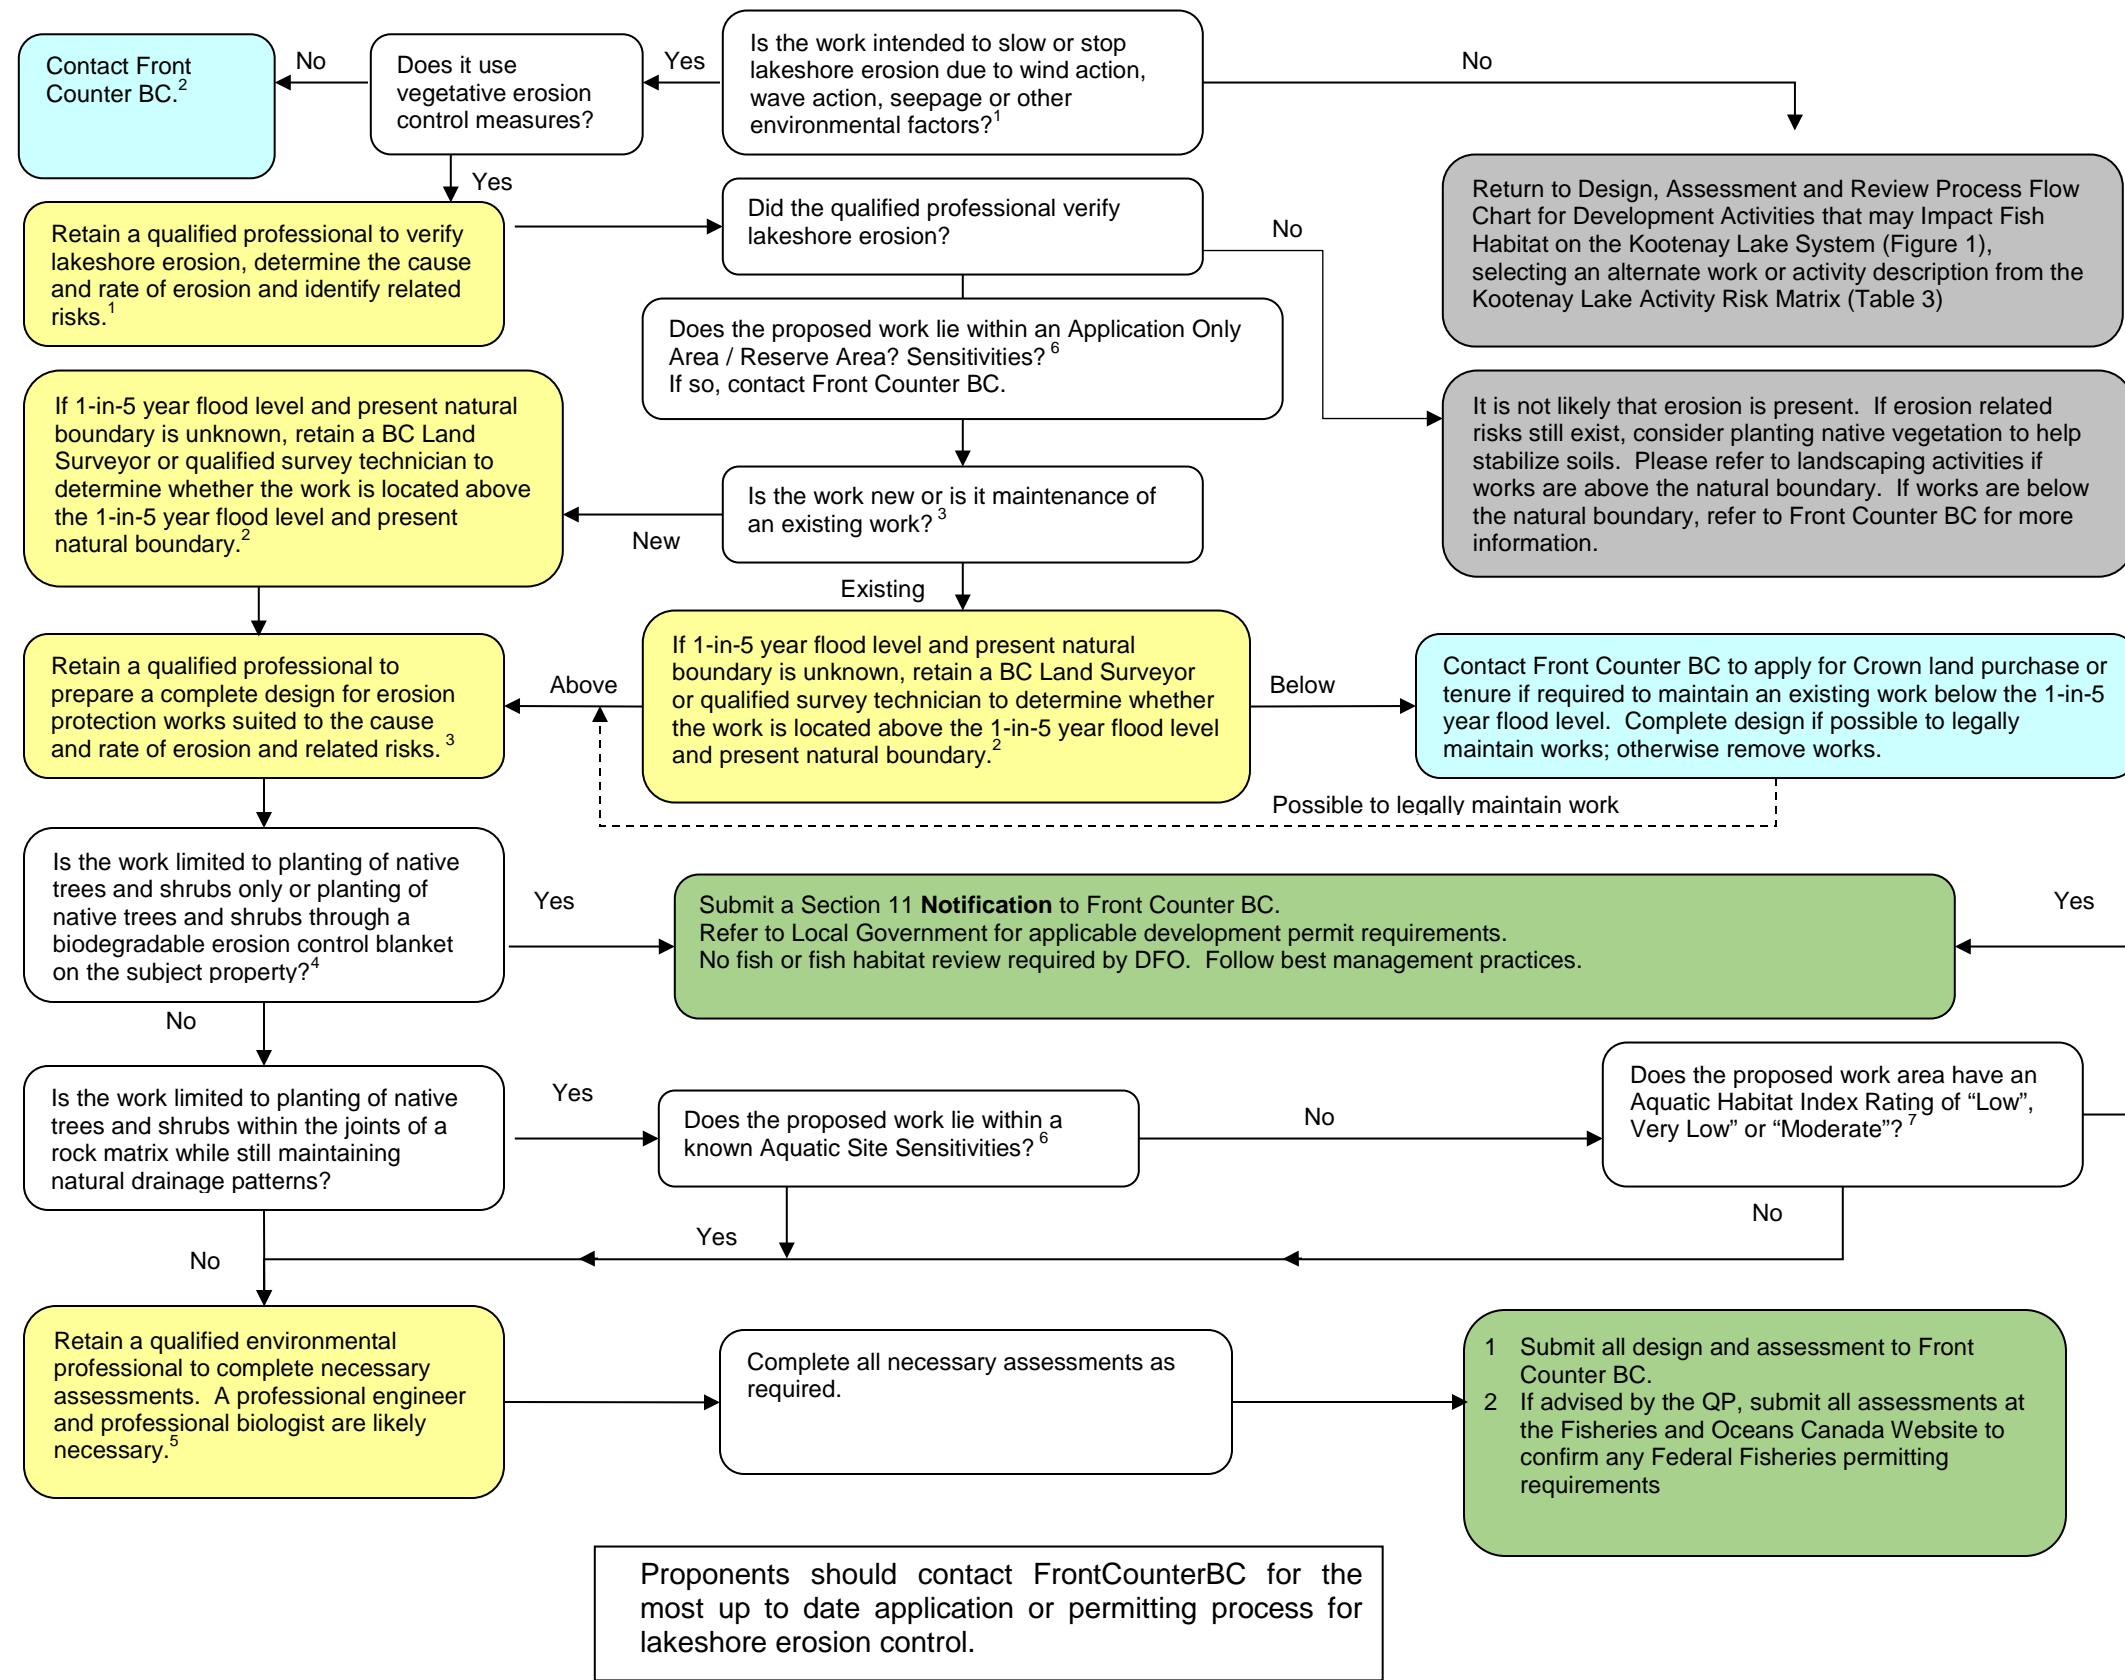 Is the work intended to slow or stop
lakeshore erosion due to wind action,
wave action, seepage or other
environmental factors?1
Yes
No
Does it use
vegetative erosion
control measures?
No
Contact Front
Counter BC.2
Yes
Return to Design, Assessment and Review Process Flow
Chart for Development Activities that may Impact Fish
Habitat on the Kootenay Lake System (Figure 1),
selecting an alternate work or activity description from the
Kootenay Lake Activity Risk Matrix (Table 3)
Retain a qualified professional to verify
lakeshore erosion, determine the cause
and rate of erosion and identify related
risks.1
Did the qualified professional verify
lakeshore erosion?
No
Does the proposed work lie within an Application Only
Area / Reserve Area? Sensitivities? 6
If so, contact Front Counter BC.
It is not likely that erosion is present.  If erosion related
risks still exist, consider planting native vegetation to help
stabilize soils.  Please refer to landscaping activities if
works are above the natural boundary.  If works are below
the natural boundary, refer to Front Counter BC for more
information.
If 1-in-5 year flood level and present natural
boundary is unknown, retain a BC Land
Surveyor or qualified survey technician to
determine whether the work is located above
the 1-in-5 year flood level and present
natural boundary.2
Is the work new or is it maintenance of
an existing work? 3
New
Existing
Retain a qualified professional to
prepare a complete design for erosion
protection works suited to the cause
and rate of erosion and related risks. 3
Above
If 1-in-5 year flood level and present natural
boundary is unknown, retain a BC Land Surveyor
or qualified survey technician to determine whether
the work is located above the 1-in-5 year flood level
and present natural boundary.2
Below
Contact Front Counter BC to apply for Crown land purchase or
tenure if required to maintain an existing work below the 1-in-5
year flood level.  Complete design if possible to legally
maintain works; otherwise remove works.
Possible to legally maintain work
Is the work limited to planting of native
trees and shrubs only or planting of
native trees and shrubs through a
biodegradable erosion control blanket
on the subject property?4
Yes
Submit a Section 11 Notification to Front Counter BC.
Refer to Local Government for applicable development permit requirements.
No fish or fish habitat review required by DFO.  Follow best management practices.
Yes
No
Is the work limited to planting of native
trees and shrubs within the joints of a
rock matrix while still maintaining
natural drainage patterns?
Yes
Does the proposed work lie within a
known Aquatic Site Sensitivities? 6
No
Does the proposed work area have an
Aquatic Habitat Index Rating of “Low”,
Very Low” or “Moderate”? 7
No
Yes
No
Retain a qualified environmental
professional to complete necessary
assessments.  A professional engineer
and professional biologist are likely
necessary.5
Complete all necessary assessments as
required.
1 Submit all design and assessment to Front
Counter BC.
2 If advised by the QP, submit all assessments at
the Fisheries and Oceans Canada Website to
confirm any Federal Fisheries permitting
requirements
Proponents should contact FrontCounterBC for the
most up to date application or permitting process for
lakeshore erosion control.